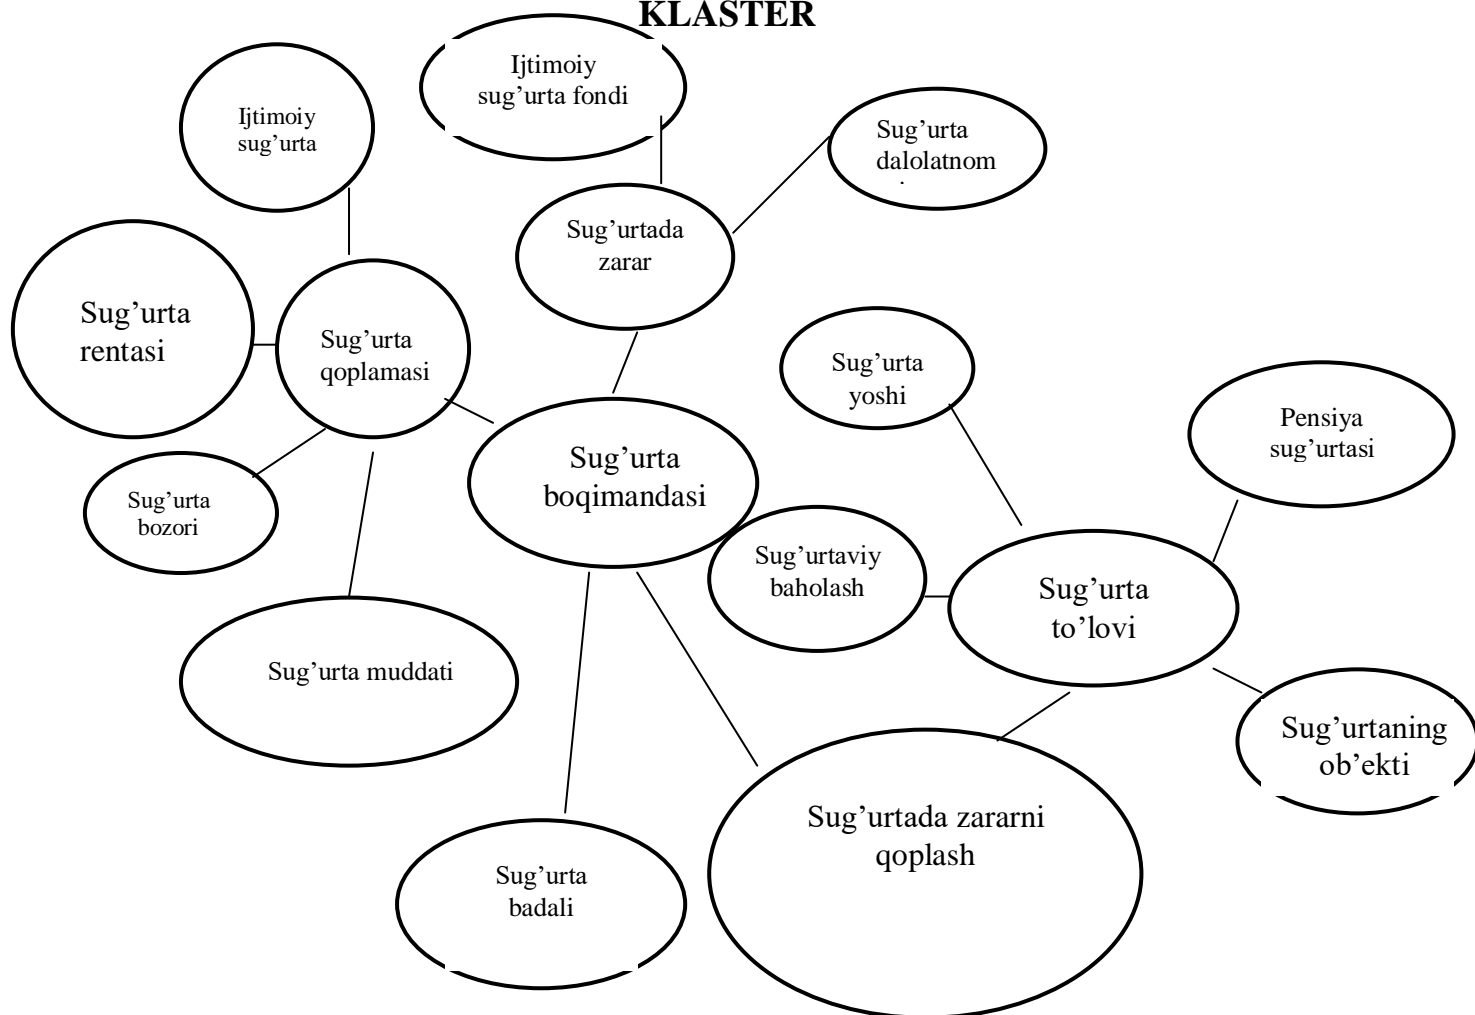 KLASTER
Ijtimoiy
sug’urta fondi
Ijtimoiy
sug’urta
Sug’urta
dalolatnom
Sug’urtada
zarar
Sug’urta
rentasi
Sug’urta
qoplamasi
Sug’urta
yoshi
Pensiya
sug’urtasi
Sug’urta
boqimandasi
Sug’urta
bozori
Sug’urtaviy
baholash
Sug’urta
to’lovi
Sug’urta muddati
Sug’urtaning
ob’ekti
Sug’urtada zararni
qoplash
Sug’urta
badali